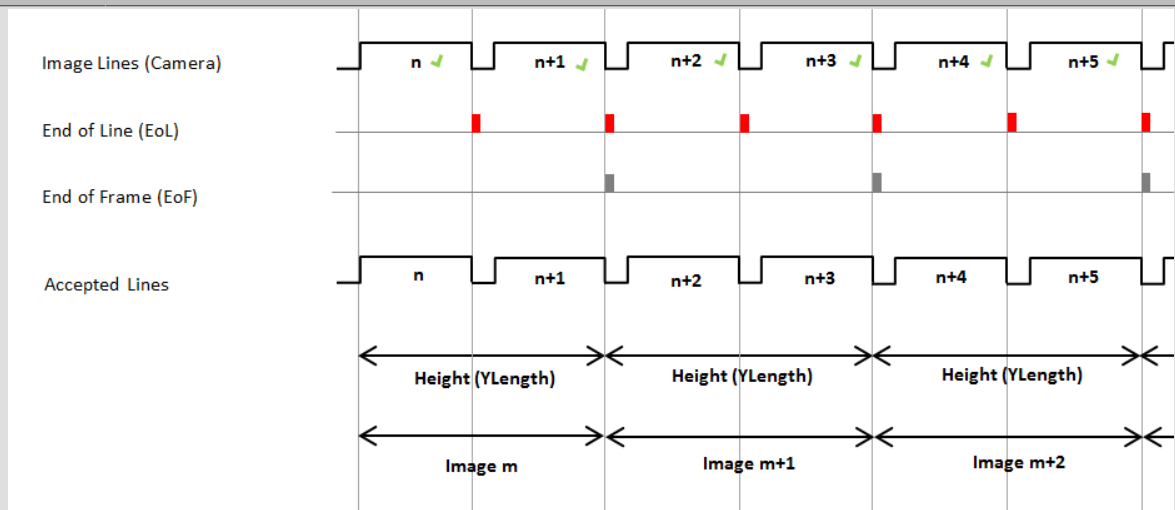 Image Lines (Camera)
n n+1 n+2 n+3 n+4 n+5
End of Line (EoL)
End of Frame (EoF)
Accepted Lines
n n+1 n+2 n+3 n+4 n+5
Height (YLength) Height (YLength) Height (YLength)
Image m Image m+1 Image m+2